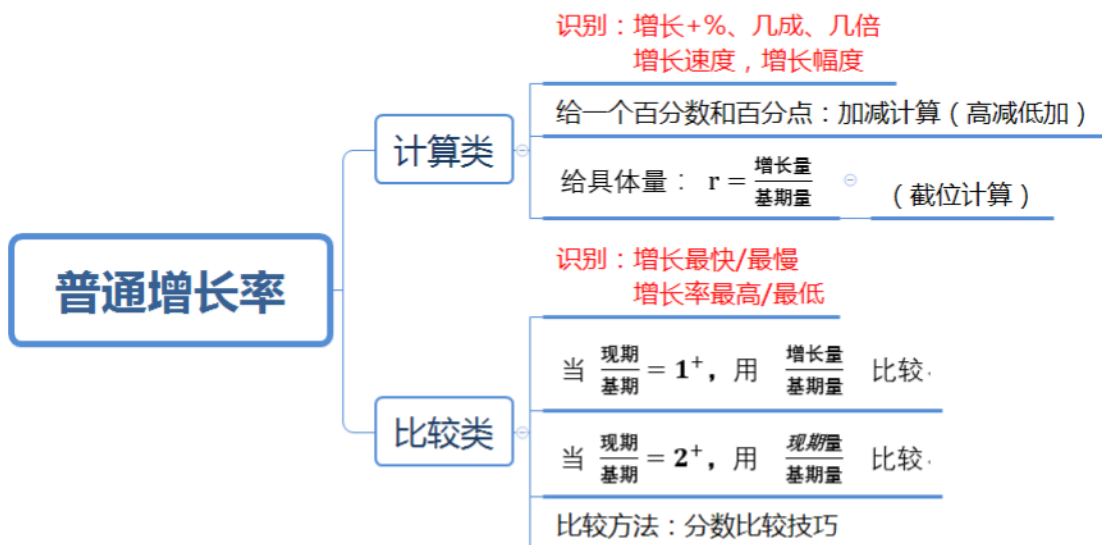 普通增长率
计算类
识别：增长+%、几成、几倍
增长速度，增长幅度
给一个百分数和百分点：加减计算（高减低加）
给具体量： r = 增长量/基期量
（截位计算）
比较类
识别：增长最快/最慢
增长率最高/最低
当 现期/基期 = 1⁺，用 增长量/基期量 比较
当 现期/基期 = 2⁺，用 现期量/基期量 比较
比较方法：分数比较技巧